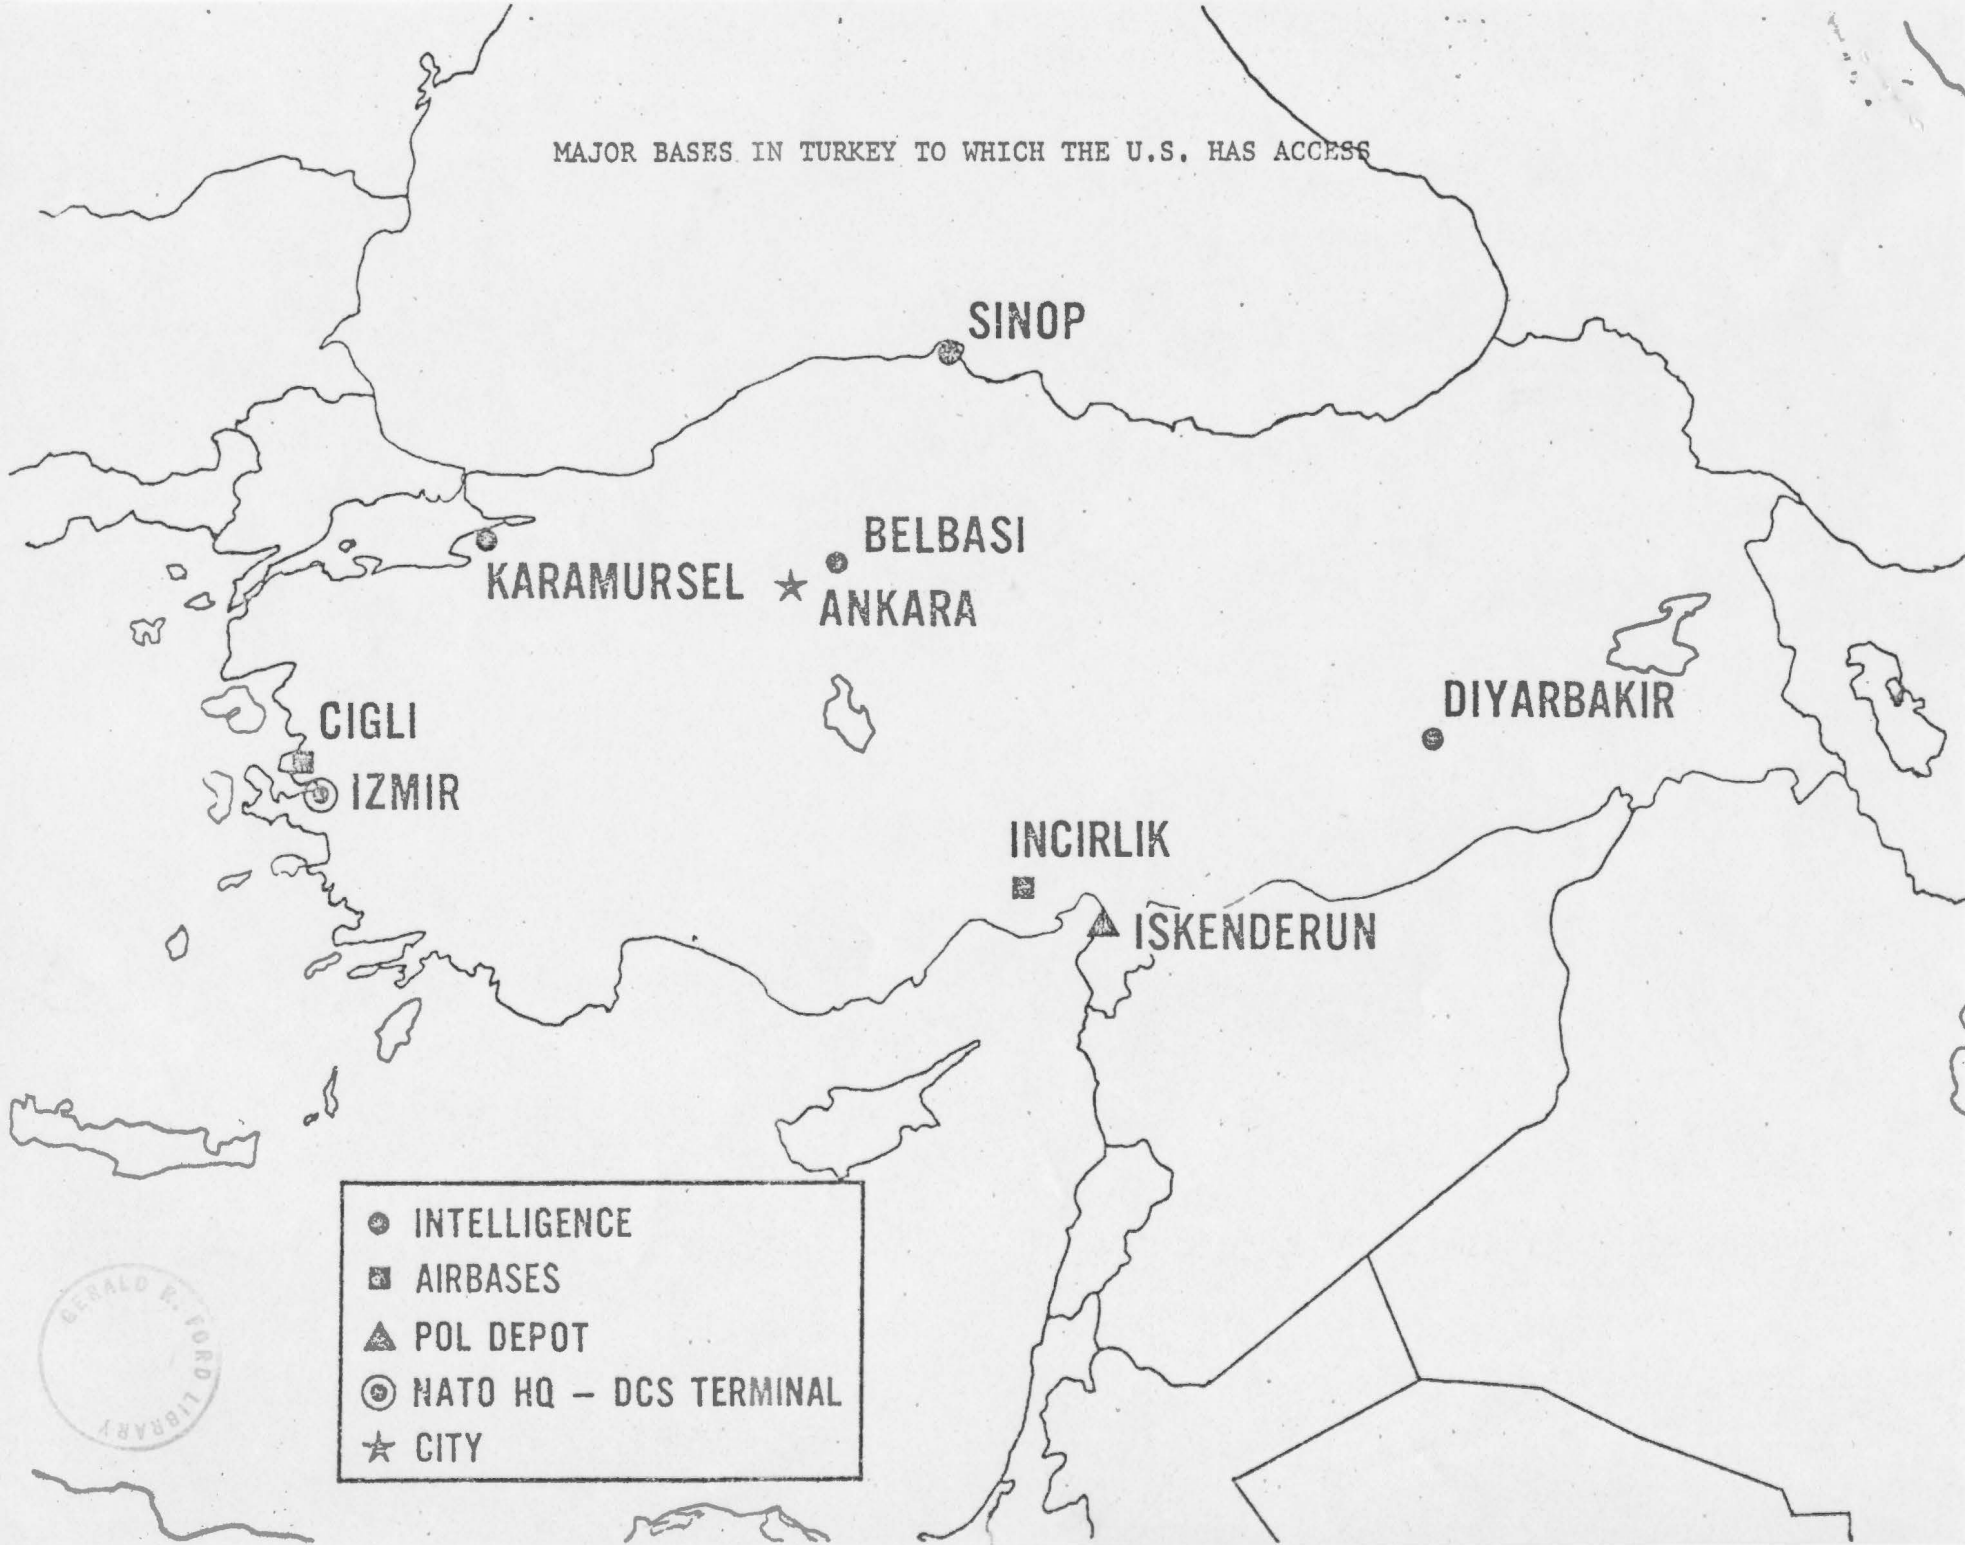 MAJOR BASES IN TURKEY TO WHICH THE U.S. HAS ACCESS
SINOP
BELBASI
KARAMURSEL
ANKARA
DIYARBAKIR
CIGLI
IZMIR
INCIRLIK
ISKENDERUN
INTELLIGENCE
AIRBASES
POL DEPOT
NATO HQ – DCS TERMINAL
CITY
GERALD R. FORD LIBRARY